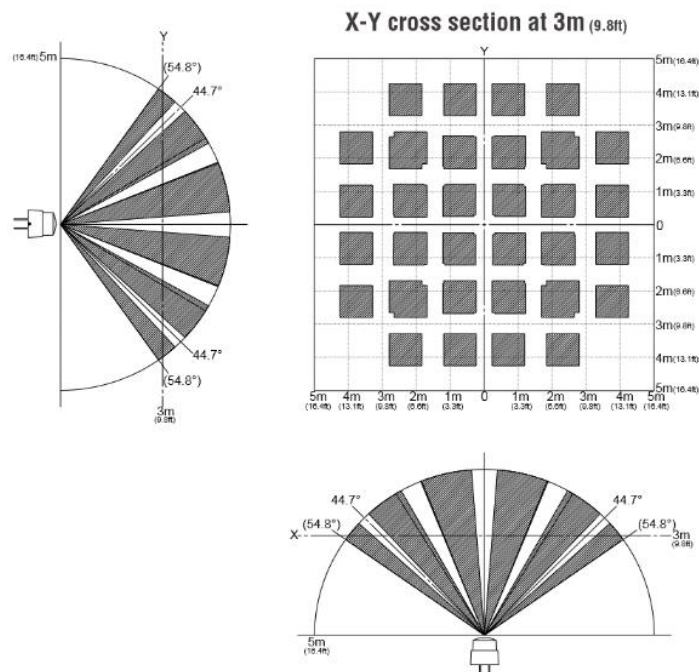 X-Y cross section at 3m (9.8ft)
Y
(16.4ft) 5m
(54.8°)
44.7°
44.7°
(54.8°)
3m
(9.8ft)
Y
5m(16.4ft)
4m(13.1ft)
3m(9.8ft)
2m(6.6ft)
1m(3.3ft)
0
1m(3.3ft)
2m(6.6ft)
3m(9.8ft)
4m(13.1ft)
5m(16.4ft)
5m 4m 3m 2m 1m 0 1m 2m 3m 4m 5m
(16.4ft) (13.1ft) (9.8ft) (6.6ft) (3.3ft) (3.3ft) (6.6ft) (9.8ft) (13.1ft) (16.4ft)
44.7° 44.7°
(54.8°) (54.8°)
X 3m
(9.8ft)
5m
(16.4ft)